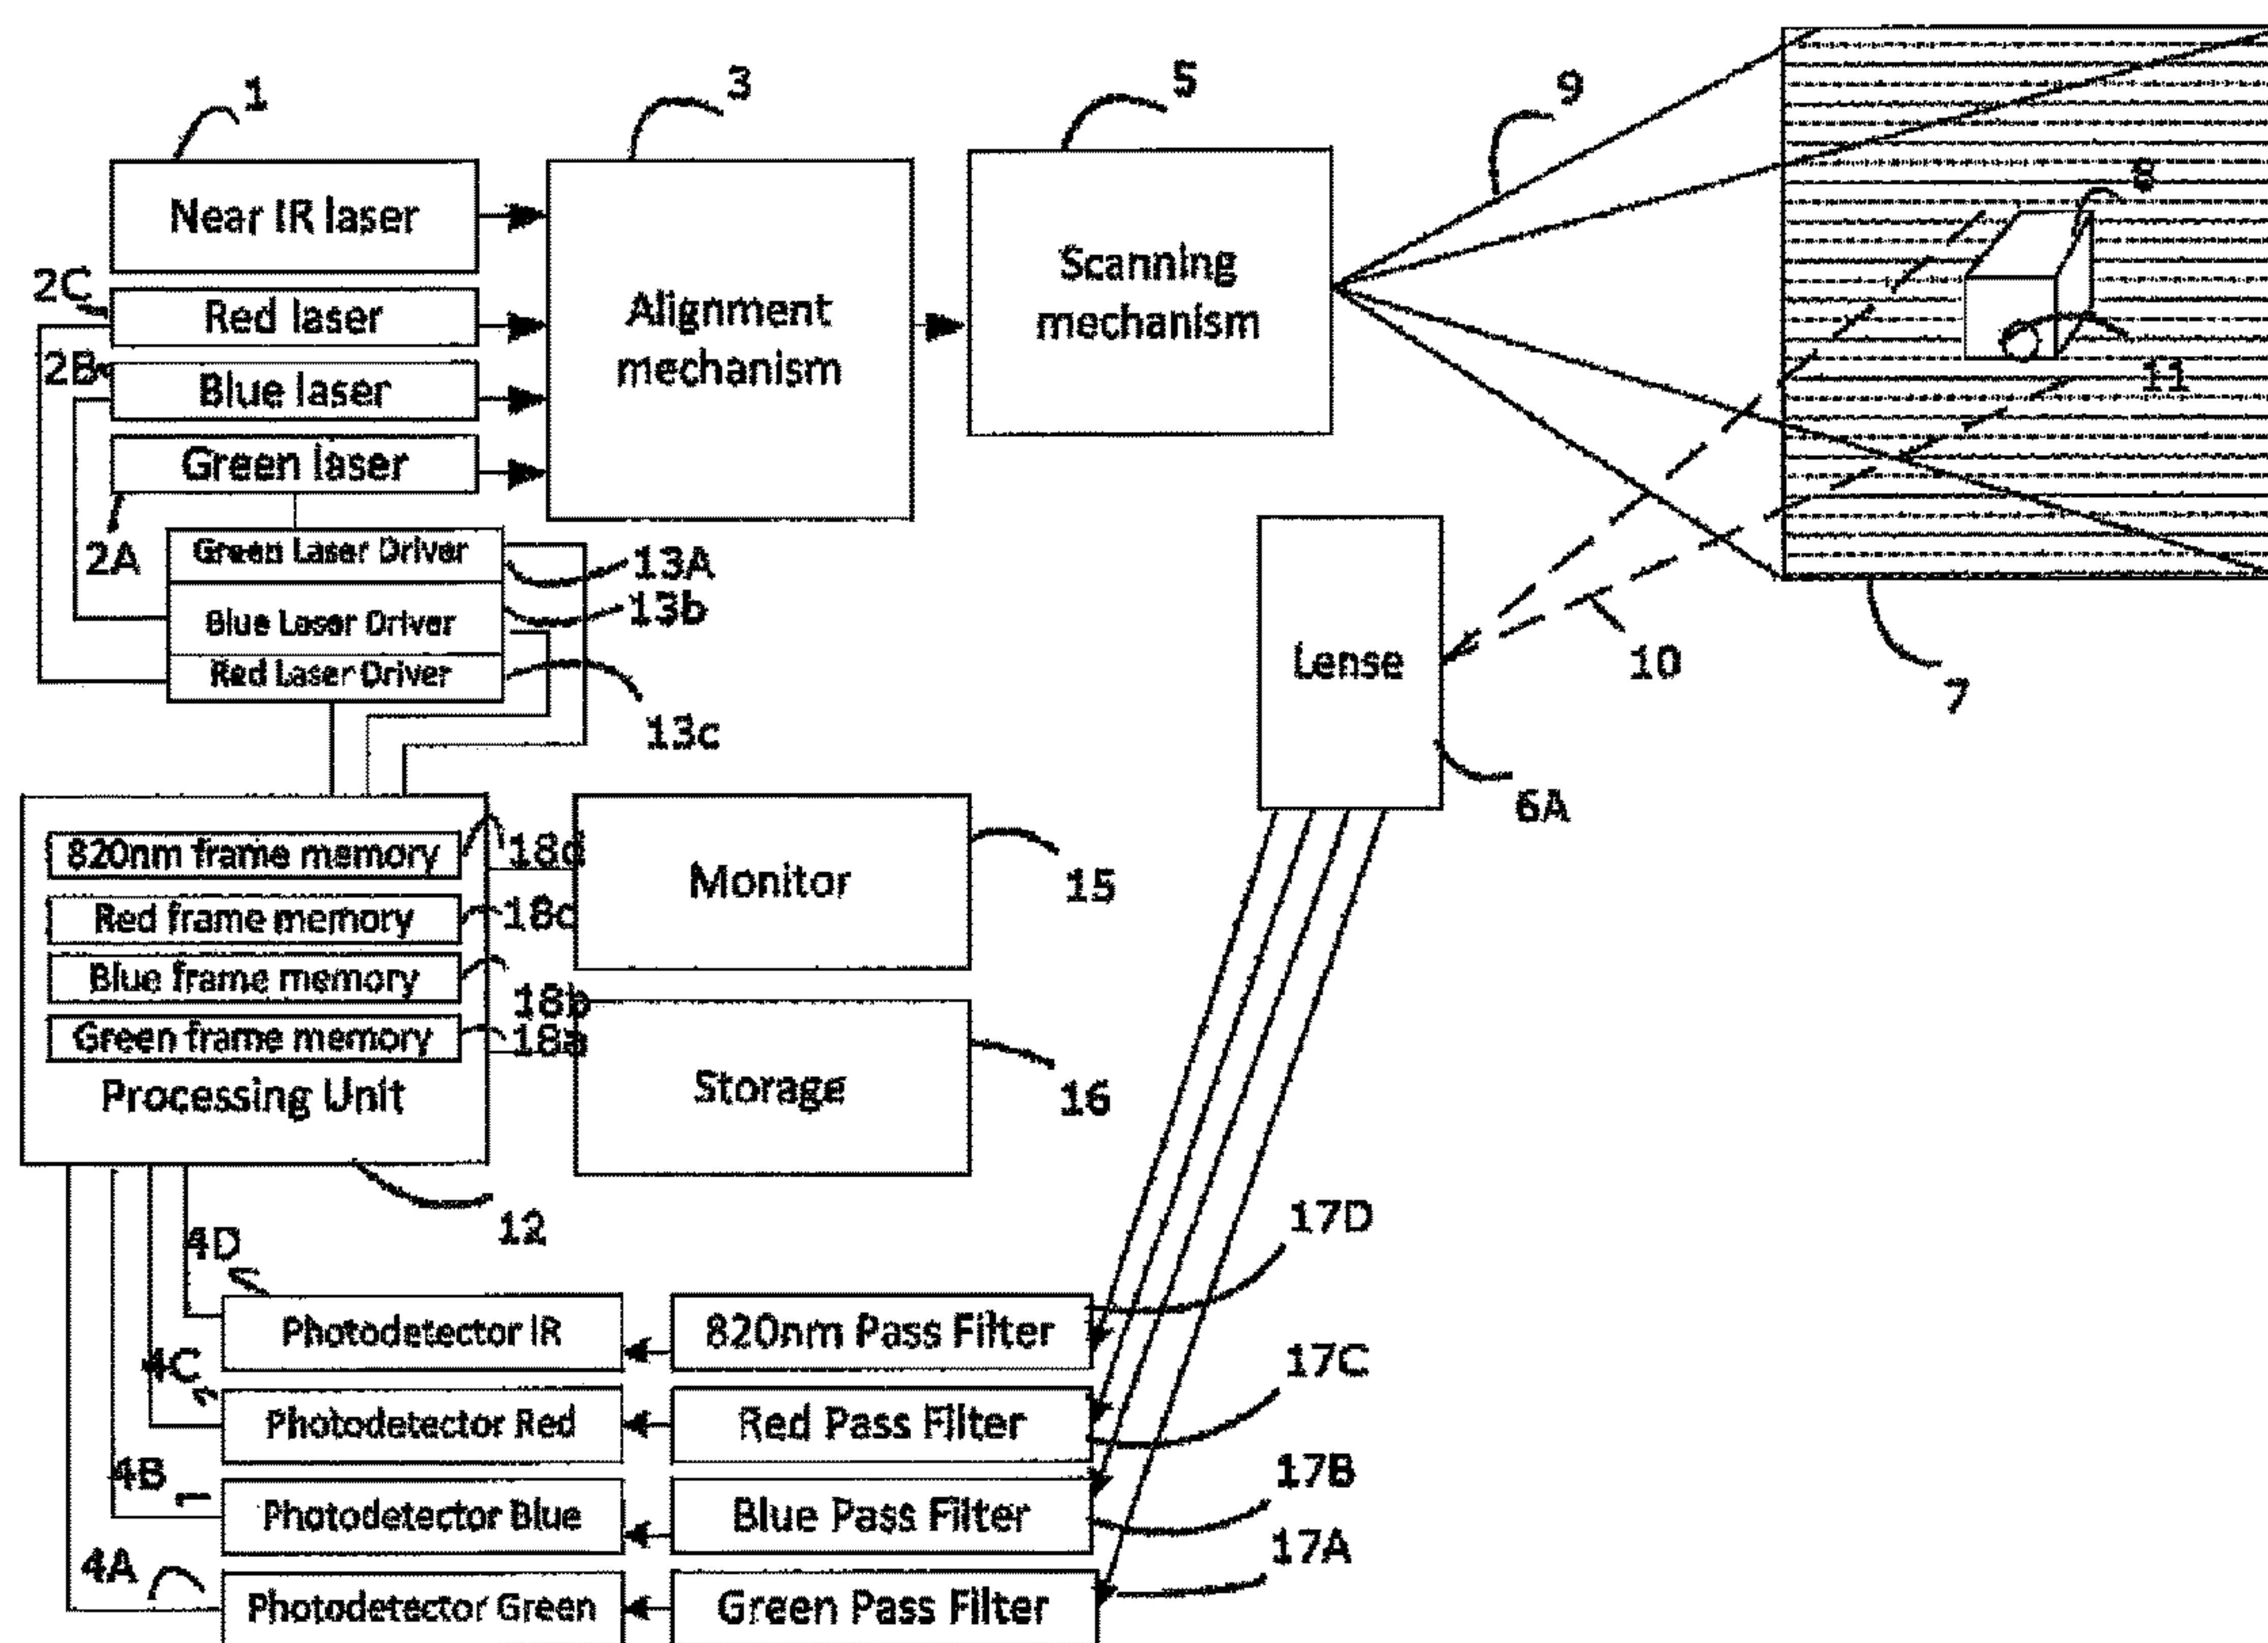 1
3
5
9
Near IR laser
8
2C
Red laser
Alignment
mechanism
Scanning
mechanism
2B
Blue laser
11
Green laser
2A
Green Laser Driver
13A
Blue Laser Driver
13b
Red Laser Driver
13c
Lense
10
7
6A
820nm frame memory
18d
Monitor
15
Red frame memory
18c
Blue frame memory
18b
Green frame memory
18a
Processing Unit
Storage
16
12
4D
17D
Photodetector IR
820nm Pass Filter
4C
17C
Photodetector Red
Red Pass Filter
4B
17B
Photodetector Blue
Blue Pass Filter
4A
17A
Photodetector Green
Green Pass Filter